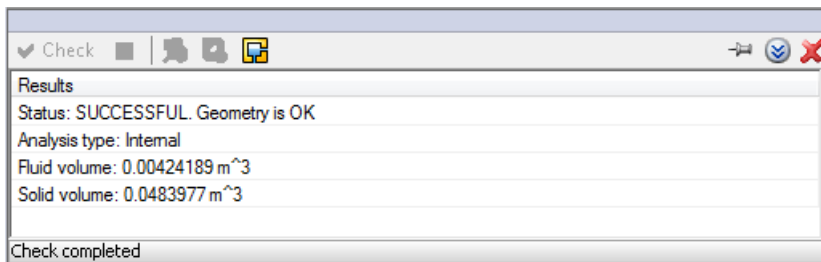 Check
Results
Status: SUCCESSFUL. Geometry is OK
Analysis type: Internal
Fluid volume: 0.00424189 m^3
Solid volume: 0.0483977 m^3
Check completed